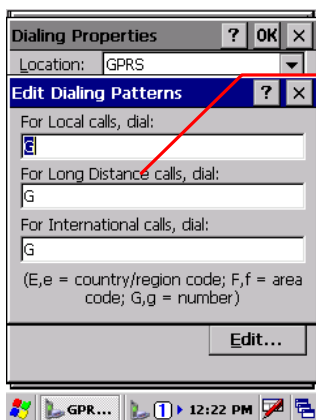 Dialing Properties ? OK ×
Location: GPRS
Edit Dialing Patterns ? ×
For Local calls, dial:
G
For Long Distance calls, dial:
G
For International calls, dial:
G
(E,e = country/region code; F,f = area
code; G,g = number)
Edit...
GPR... 1 12:22 PM